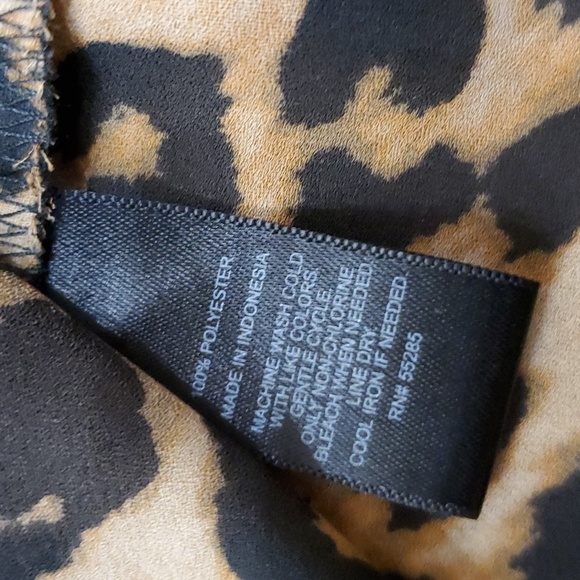 100% POLYESTER
MADE IN INDONESIA
MACHINE WASH COLD
WITH LIKE COLORS,
GENTLE CYCLE.
ONLY NON-CHLORINE
BLEACH WHEN NEEDED
LINE DRY.
COOL IRON IF NEEDED
RN# 55285